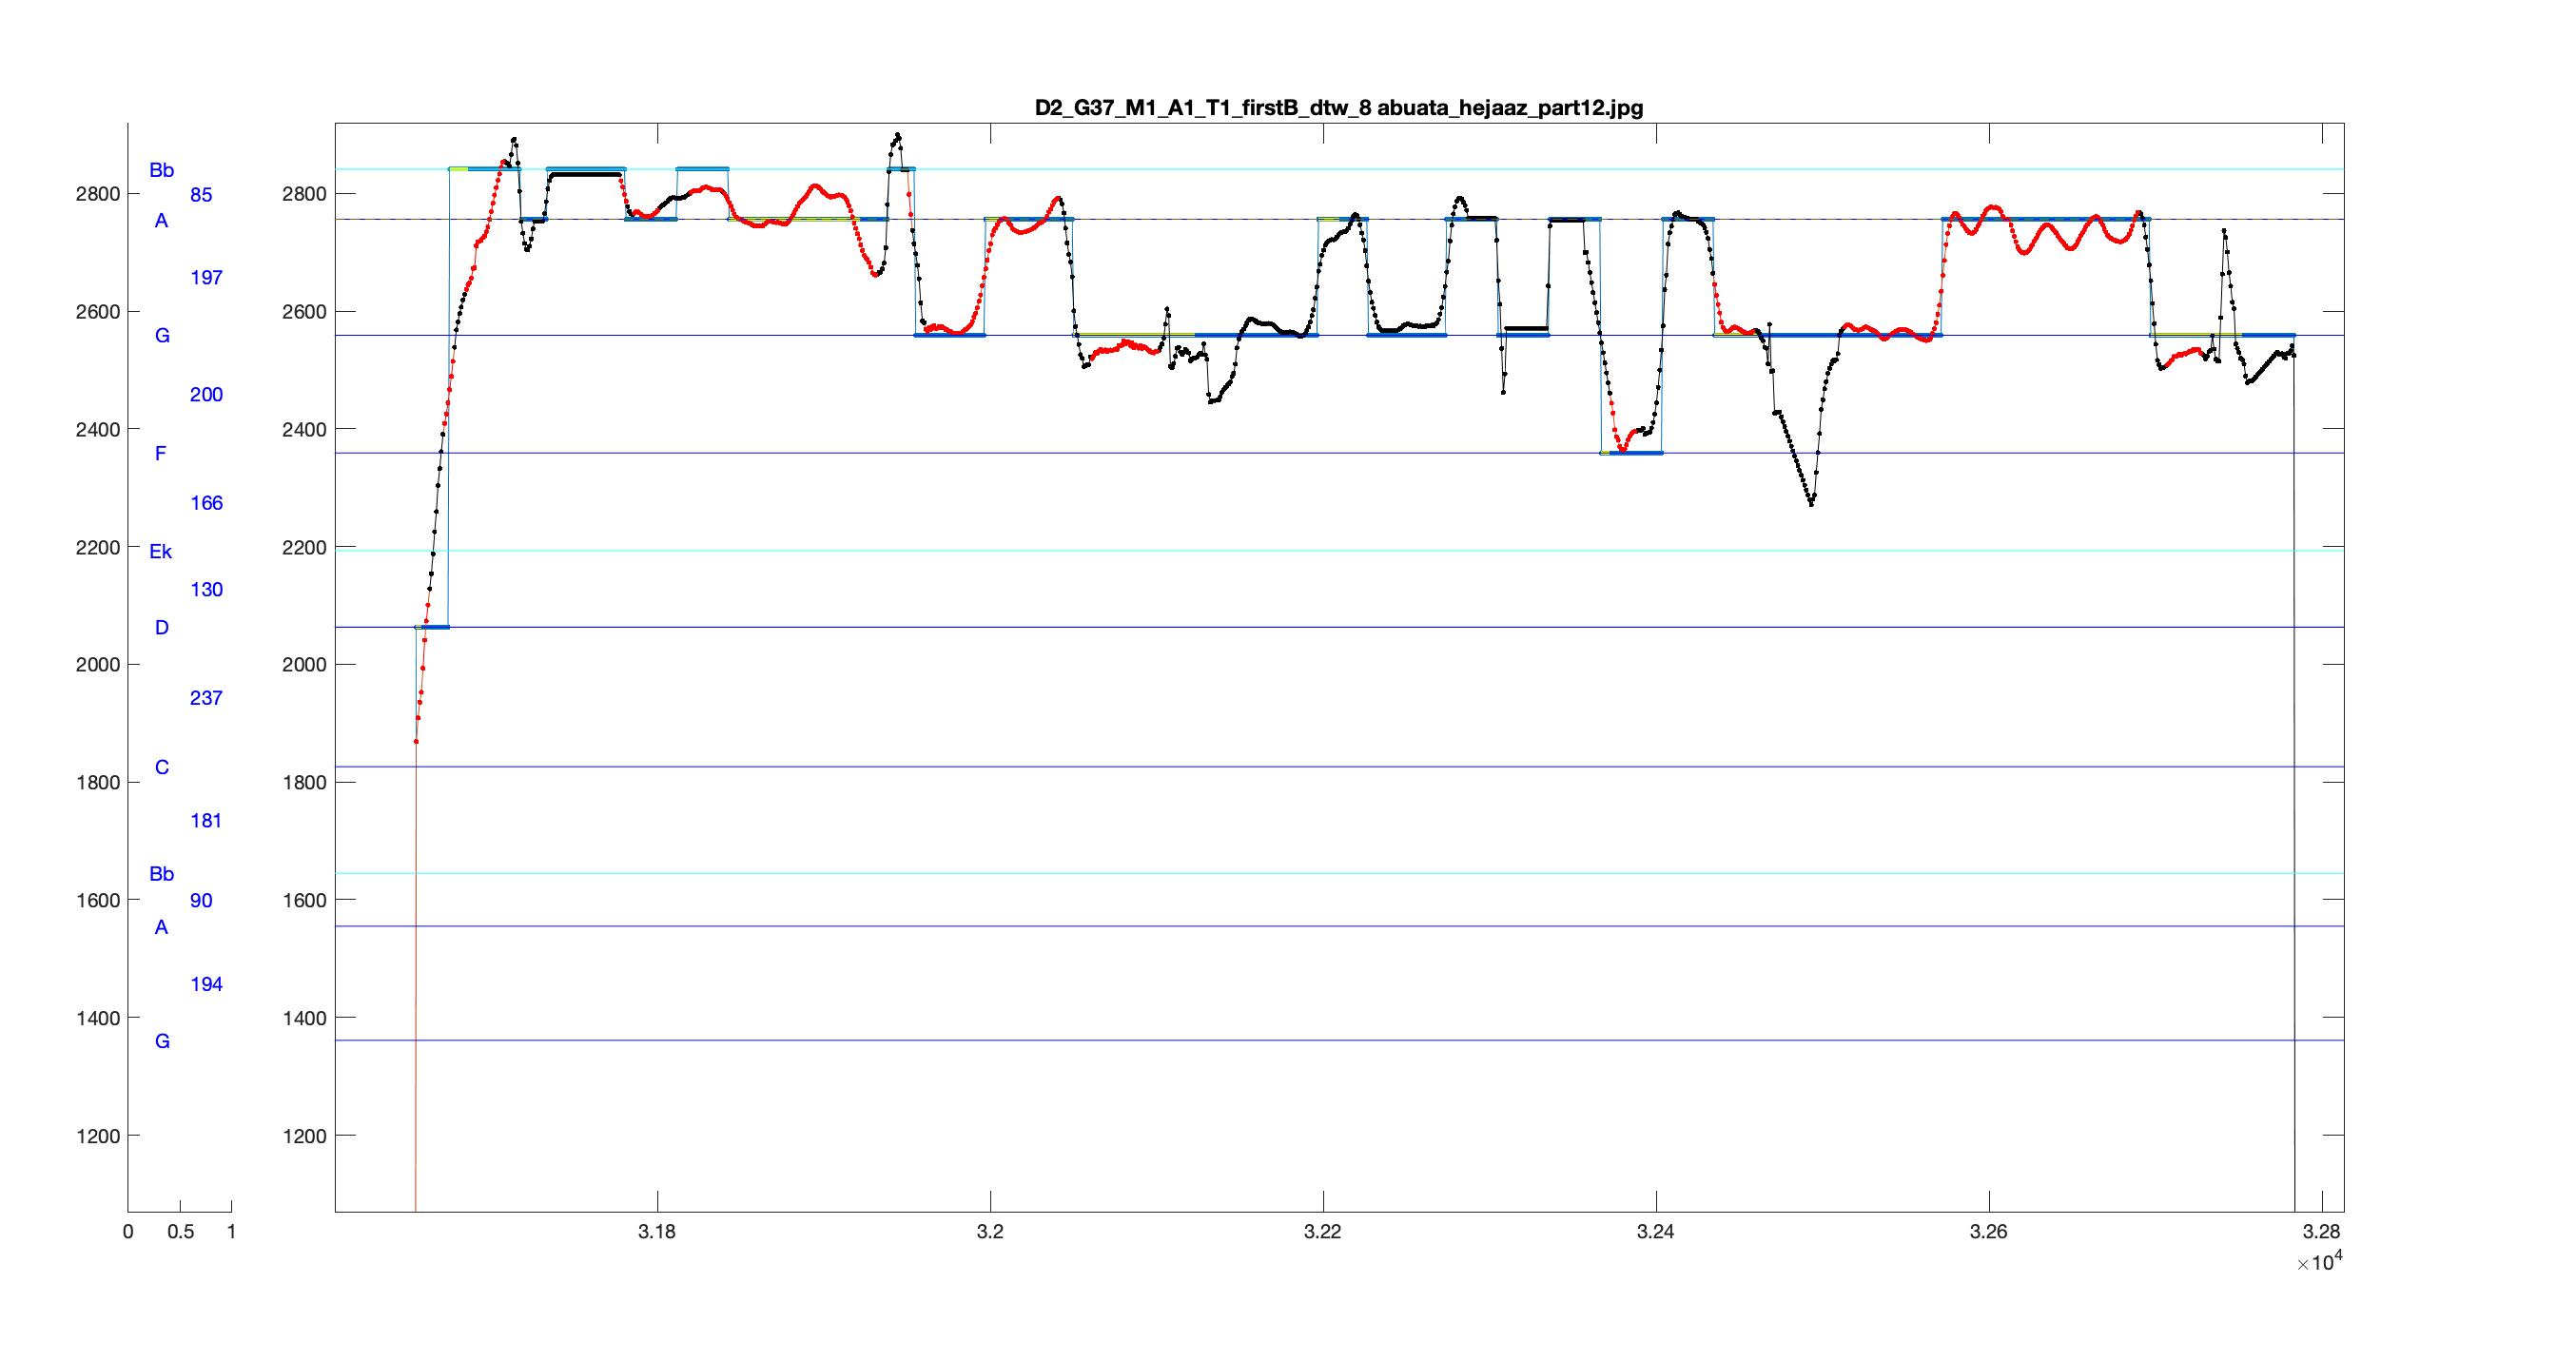 D2_G37_M1_A1_T1_firstB_dtw_8 abuata_hejaaz_part12.jpg
Bb
2800 85 2800
A
197
2600 2600
G
200
2400 2400
F
166
2200 Ek 2200
130
D
2000 2000
237
C
1800 1800
181
Bb
1600 90 1600
A
194
1400 1400
G
1200 1200
0 0.5 1 3.18 3.2 3.22 3.24 3.26 3.28
×10^4